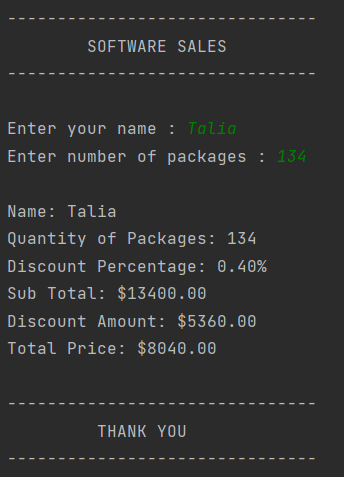 -------------------------------
SOFTWARE SALES
-------------------------------
Enter your name : Talia
Enter number of packages : 134
Name: Talia
Quantity of Packages: 134
Discount Percentage: 0.40%
Sub Total: $13400.00
Discount Amount: $5360.00
Total Price: $8040.00
-------------------------------
THANK YOU
-------------------------------